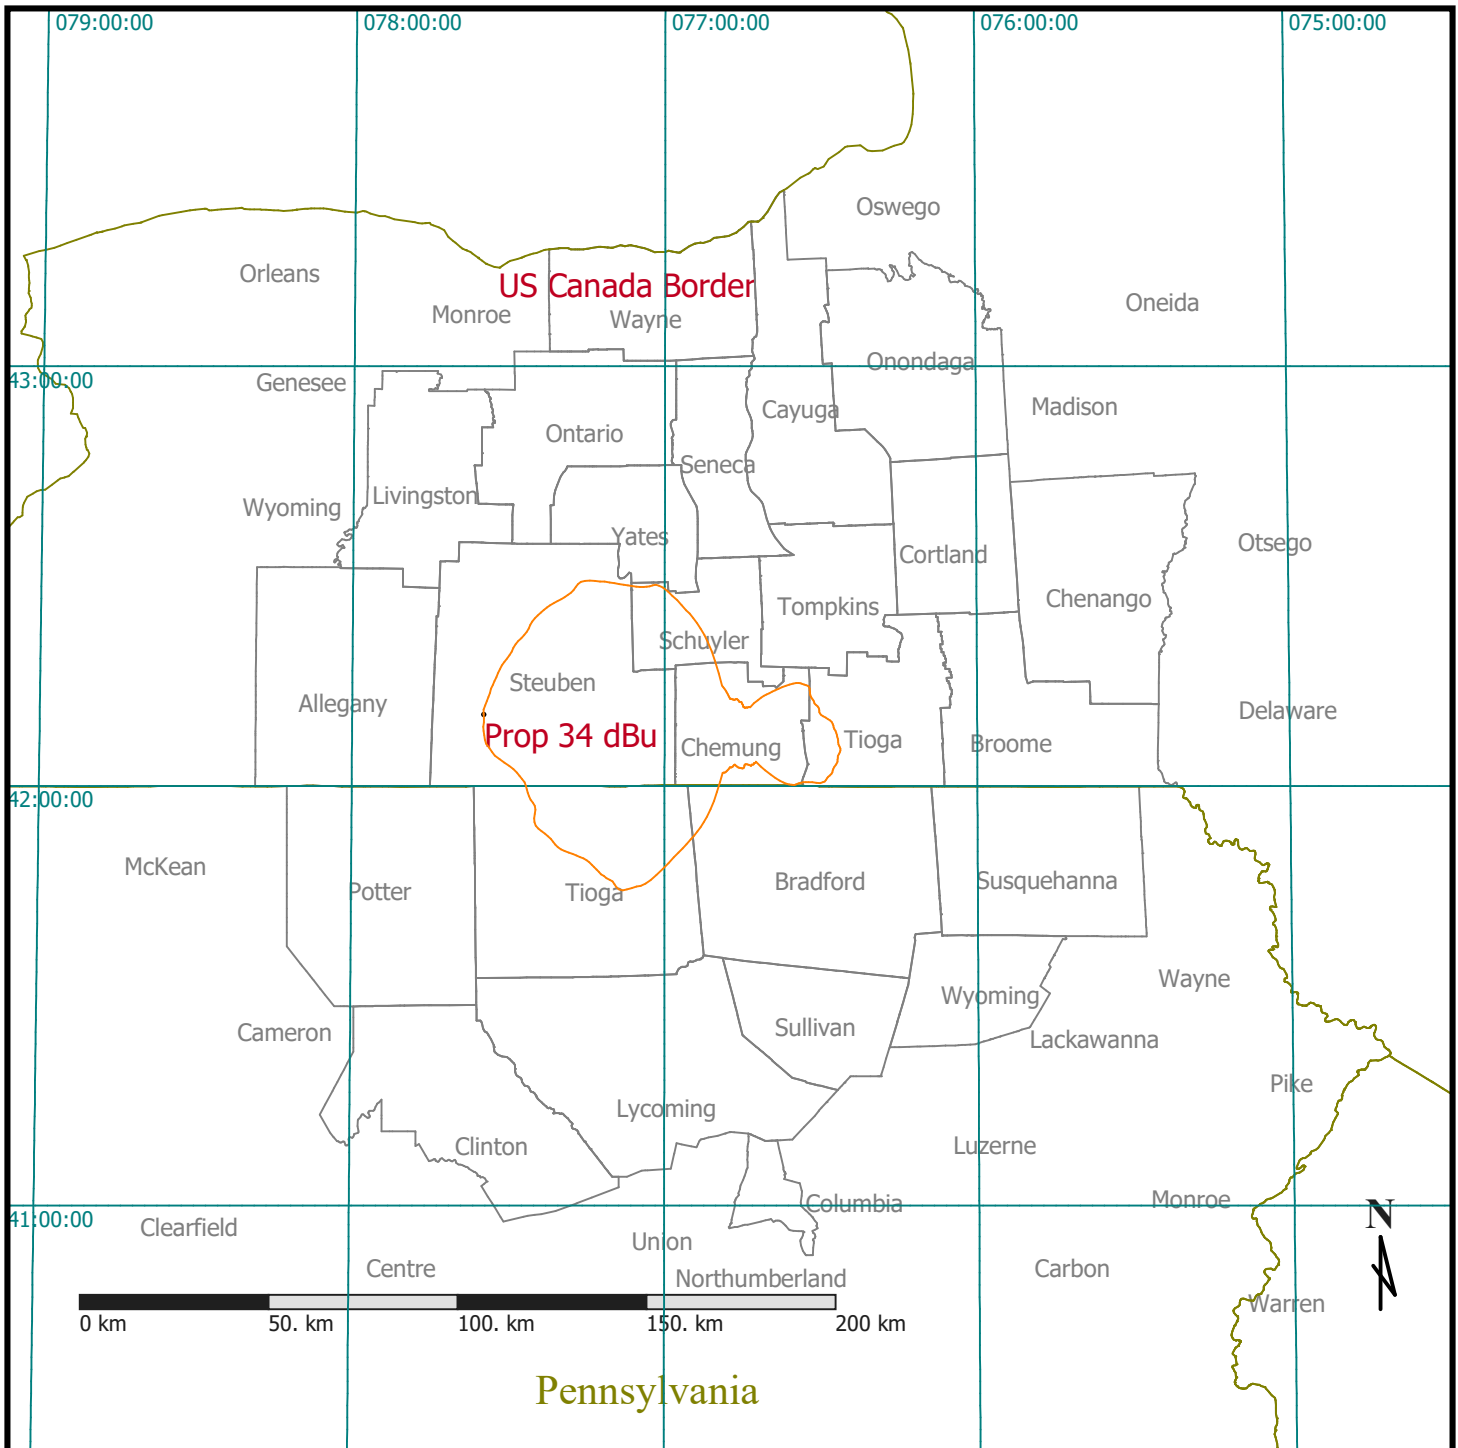 079:00:00 078:00:00 077:00:00 076:00:00 075:00:00
Oswego
Orleans
US Canada Border
Oneida
Monroe
Wayne
Onondaga
43:00:00
Genesee
Madison
Cayuga
Ontario
Seneca
Livingston
Wyoming
Yates
Otsego
Cortland
Chenango
Tompkins
Schuyler
Steuben
Allegany
Delaware
Prop 34 dBu
Chemung
Tioga
Broome
42:00:00
McKean
Potter
Tioga
Bradford
Susquehanna
Wayne
Wyoming
Sullivan
Cameron
Lackawanna
Pike
Lycoming
Clinton
Luzerne
Monroe
Columbia
N
41:00:00
Clearfield
Union
Centre
Northumberland
Carbon
Warren
0 km 50. km 100. km 150. km 200 km
Pennsylvania